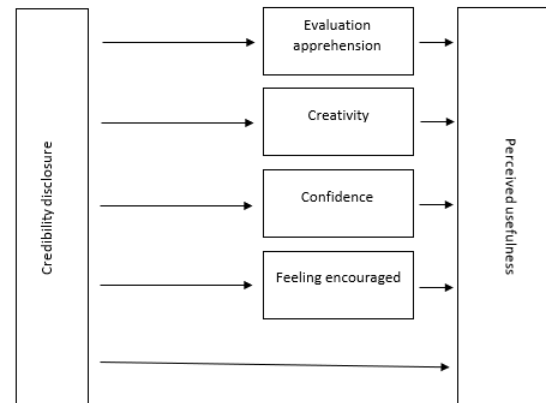 Credibility disclosure
Evaluation
apprehension
Creativity
Confidence
Feeling encouraged
Perceived usefulness